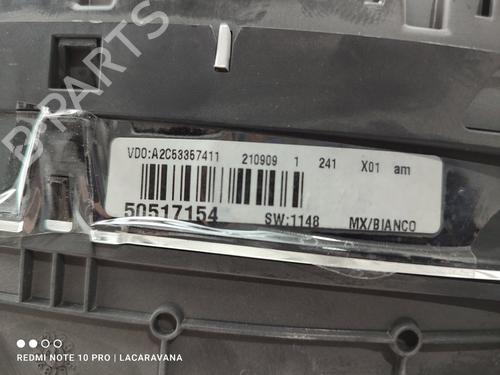 B-PARTS
VDO:A2C53357411 210909 1 241 X01 am
50517154 SW:1148 MX/BIANCO
REDMI NOTE 10 PRO | LACARAVANA